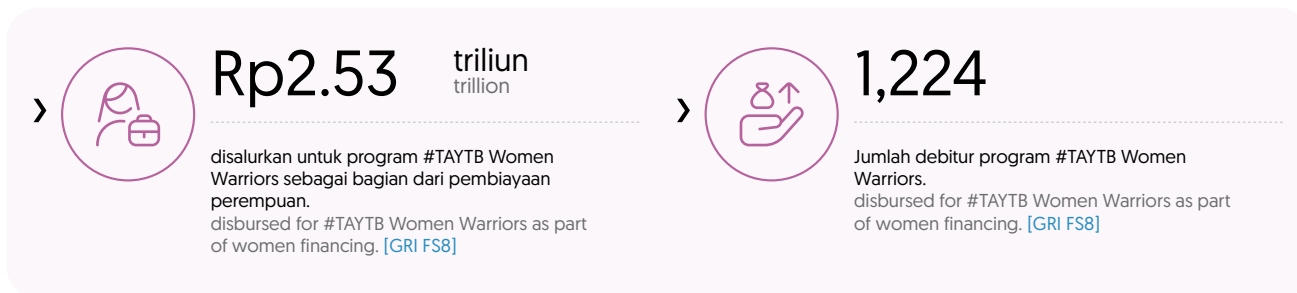 Rp2.53 triliun
trillion
disalurkan untuk program #TAYTB Women
Warriors sebagai bagian dari pembiayaan
perempuan.
disbursed for #TAYTB Women Warriors as part
of women financing. [GRI FS8]
1,224
Jumlah debitur program #TAYTB Women
Warriors.
disbursed for #TAYTB Women Warriors as part
of women financing. [GRI FS8]